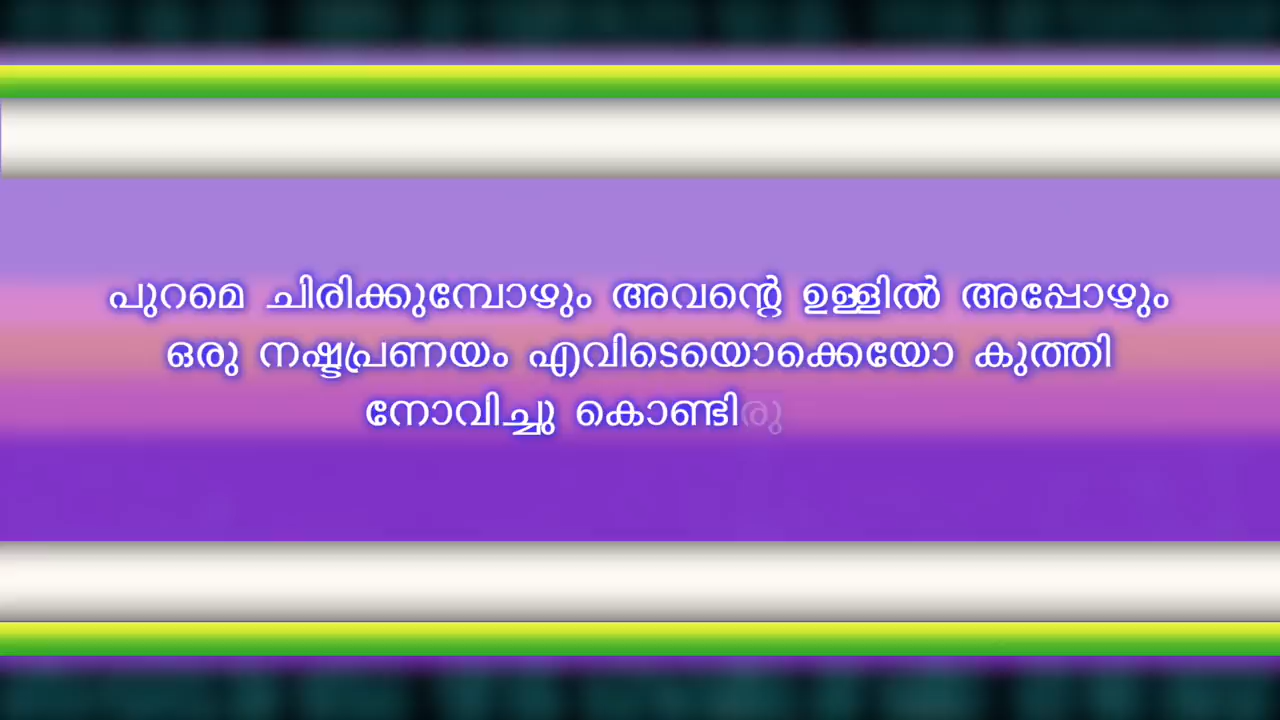 പുറമെ ചിരിക്കുമ്പോഴും അവന്റെ ഉള്ളിൽ അപ്പോഴും
ഒരു നഷ്ടപ്രണയം എവിടെയൊക്കെയോ കുത്തി
നോവിച്ചു കൊണ്ടിരു